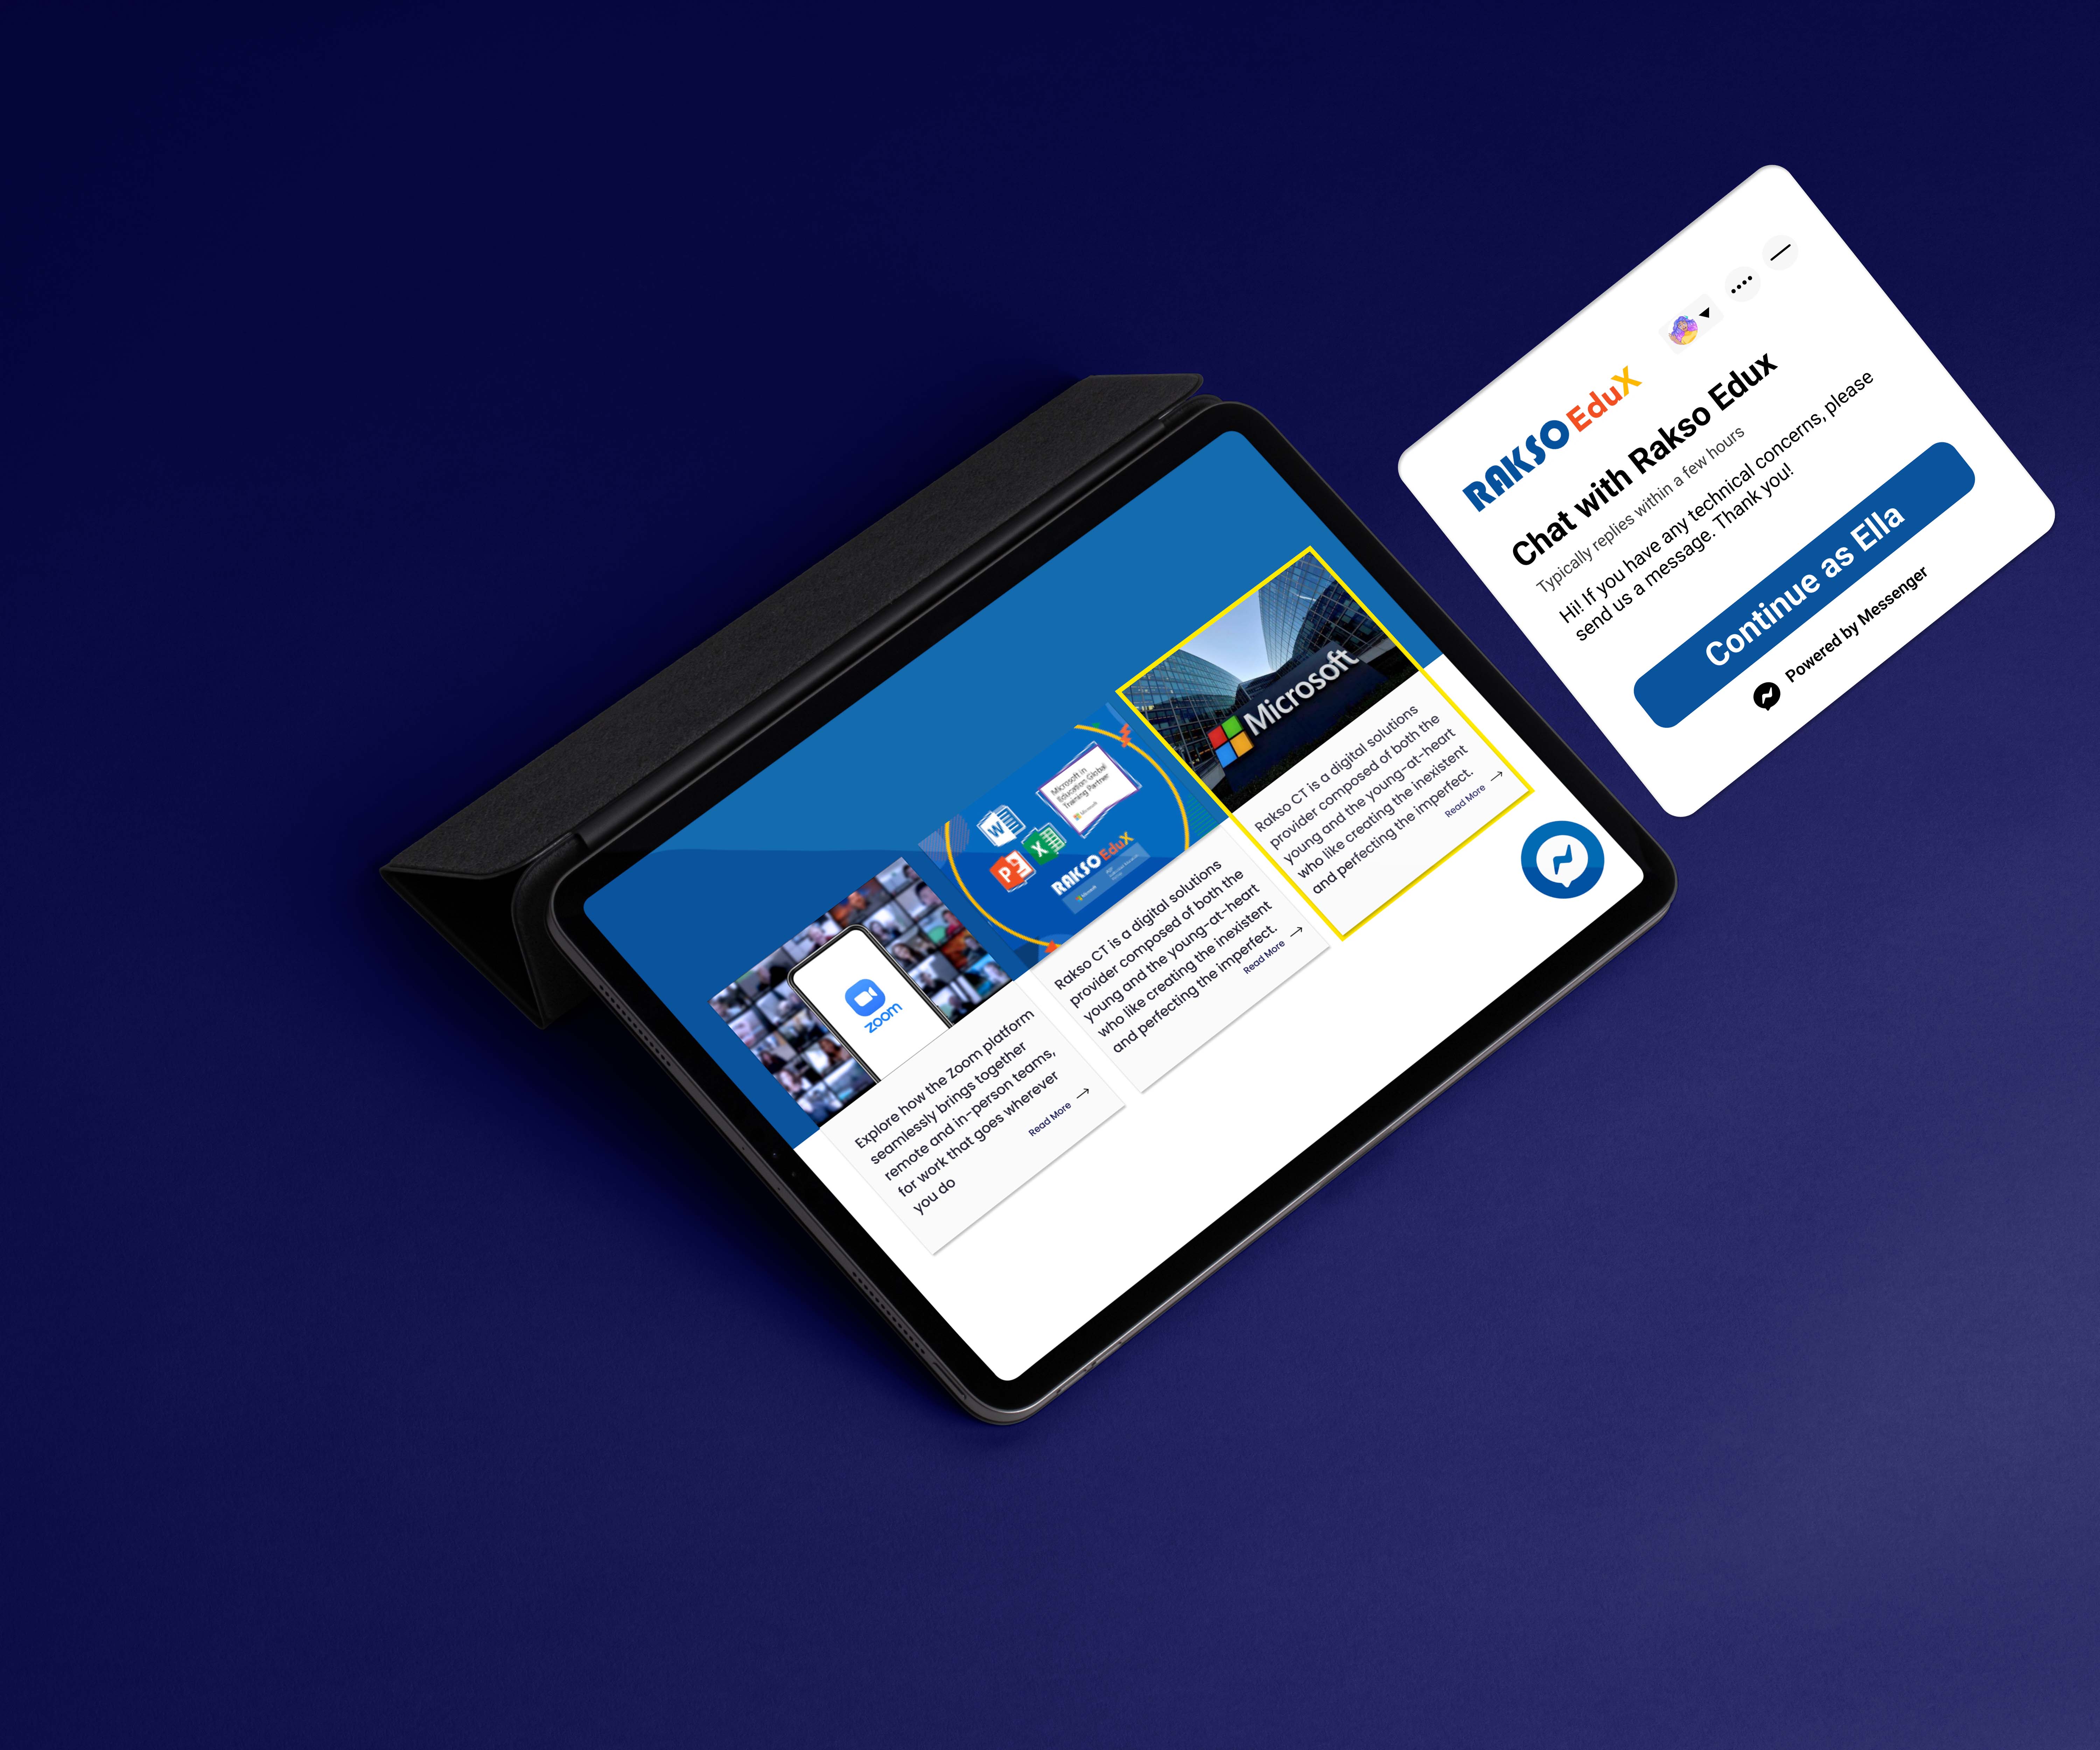 zoom
Explore how the Zoom platform
seamlessly brings together
remote and in-person teams,
for work that goes wherever
you do
Read More
Microsoft in
Education Global
Training Partner
Microsoft
W
P
X
RAKSO EduX
Rakso CT is a digital solutions
provider composed of both the
young and the young-at-heart
who like creating the inexistent
and perfecting the imperfect.
Read More
Microsoft
Rakso CT is a digital solutions
provider composed of both the
young and the young-at-heart
who like creating the inexistent
and perfecting the imperfect.
Read More
RAKSO EduX
Chat with Rakso Edux
Typically replies within a few hours
Hi! If you have any technical concerns, please
send us a message. Thank you!
Continue as Ella
Powered by Messenger